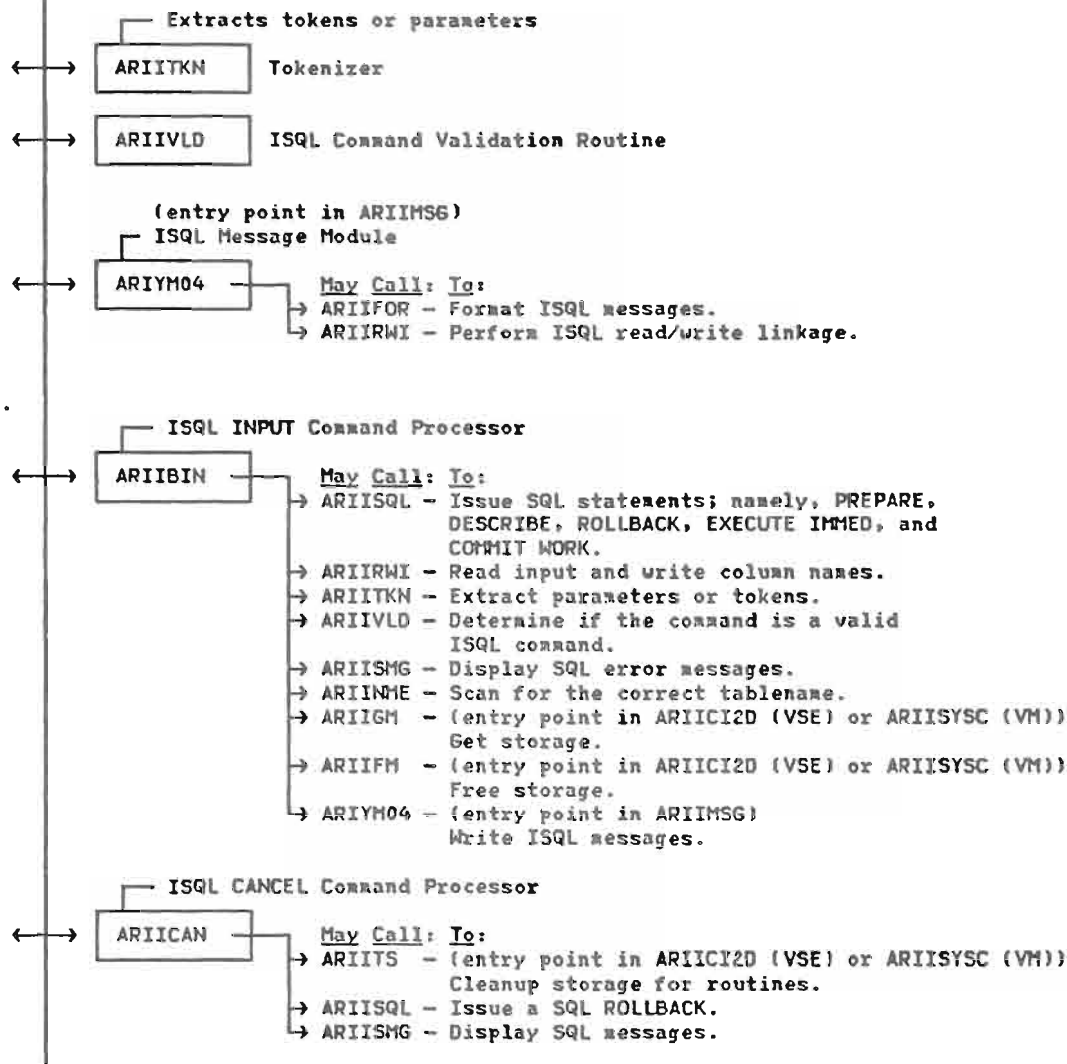 Extracts tokens or parameters
ARIITKN Tokenizer
ARIIVLD ISQL Command Validation Routine
(entry point in ARIIMSG)
ISQL Message Module
ARIYM04 May Call: To:
ARIIFOR - Format ISQL messages.
ARIIRWI - Perform ISQL read/write linkage.
ISQL INPUT Command Processor
ARIIBIN May Call: To:
ARIISQL - Issue SQL statements; namely, PREPARE,
DESCRIBE, ROLLBACK, EXECUTE IMMED, and
COMMIT WORK.
ARIIRWI - Read input and write column names.
ARIITKN - Extract parameters or tokens.
ARIIVLD - Determine if the command is a valid
ISQL command.
ARIISMG - Display SQL error messages.
ARIINME - Scan for the correct tablename.
ARIIGM - (entry point in ARIICI2D (VSE) or ARIISYSC (VM))
Get storage.
ARIIFM - (entry point in ARIICI2D (VSE) or ARIISYSC (VM))
Free storage.
ARIYM04 - (entry point in ARIIMSG)
Write ISQL messages.
ISQL CANCEL Command Processor
ARIICAN May Call: To:
ARIITS - (entry point in ARIICI2D (VSE) or ARIISYSC (VM))
Cleanup storage for routines.
ARIISQL - Issue a SQL ROLLBACK.
ARIISMG - Display SQL messages.